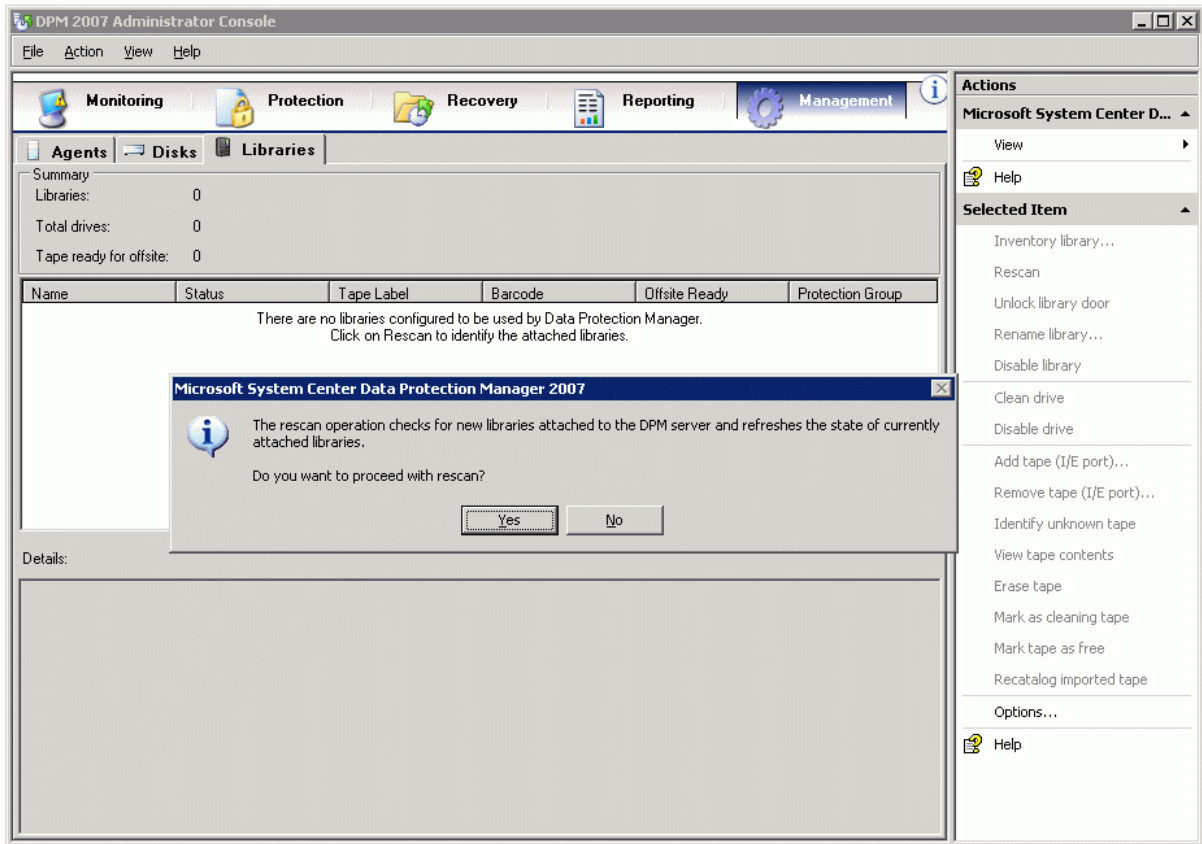 DPM 2007 Administrator Console
File Action View Help
Monitoring Protection Recovery Reporting Management
Agents Disks Libraries
Summary
Libraries: 0
Total drives: 0
Tape ready for offsite: 0
Name Status Tape Label Barcode Offsite Ready Protection Group
There are no libraries configured to be used by Data Protection Manager.
Click on Rescan to identify the attached libraries.
Microsoft System Center Data Protection Manager 2007
The rescan operation checks for new libraries attached to the DPM server and refreshes the state of currently
attached libraries.
Do you want to proceed with rescan?
Yes No
Details:
Actions
Microsoft System Center D...
View
Help
Selected Item
Inventory library...
Rescan
Unlock library door
Rename library...
Disable library
Clean drive
Disable drive
Add tape (I/E port)...
Remove tape (I/E port)...
Identify unknown tape
View tape contents
Erase tape
Mark as cleaning tape
Mark tape as free
Recatalog imported tape
Options...
Help